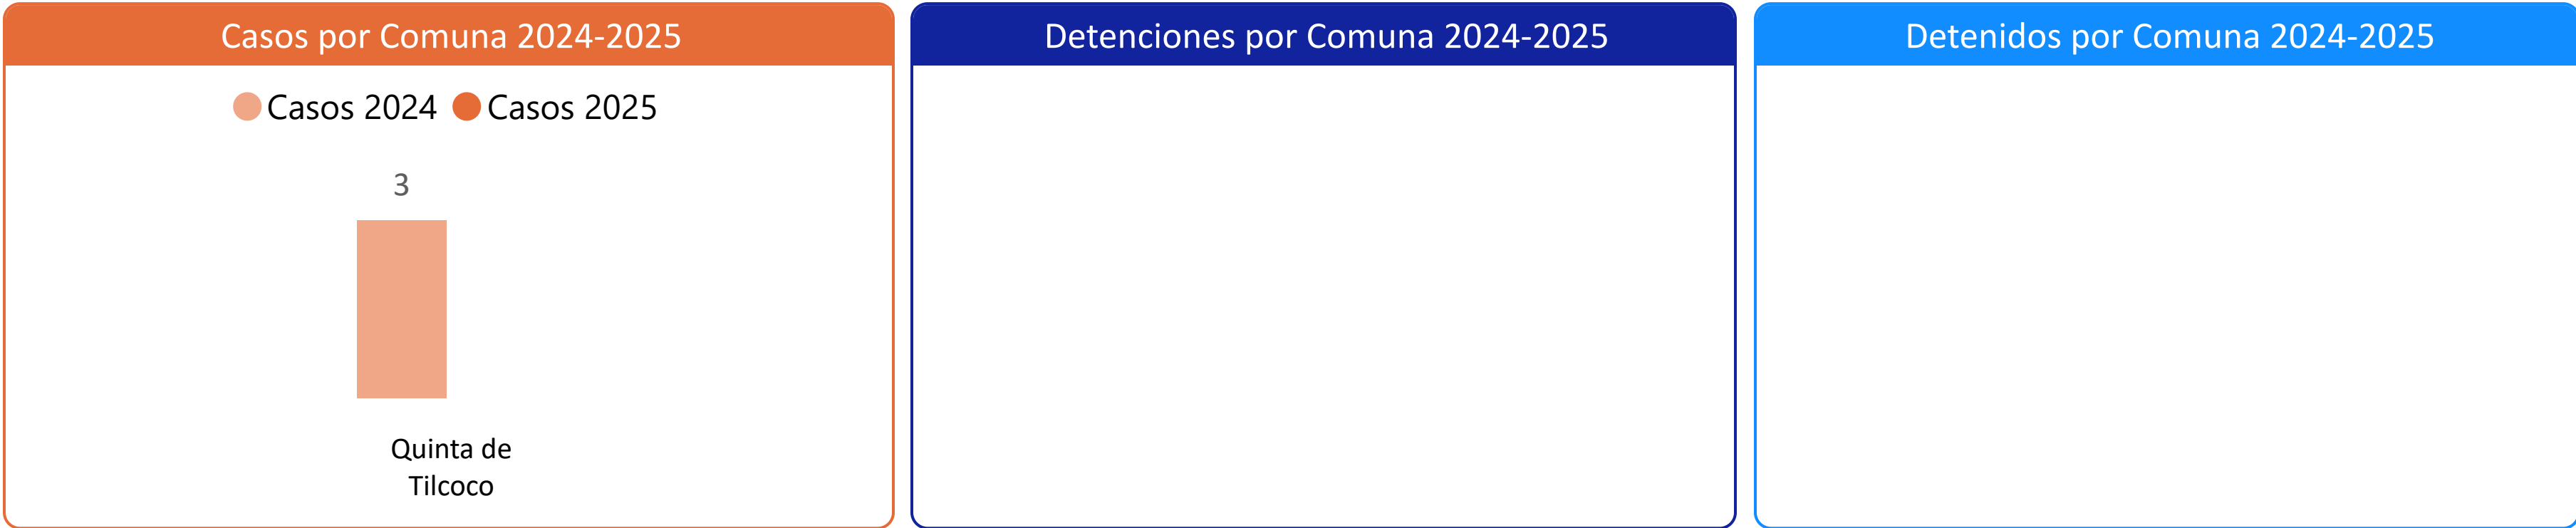 Casos por Comuna 2024-2025
Casos 2024 Casos 2025
3
Quinta de
Tilcoco
Detenciones por Comuna 2024-2025
Detenidos por Comuna 2024-2025